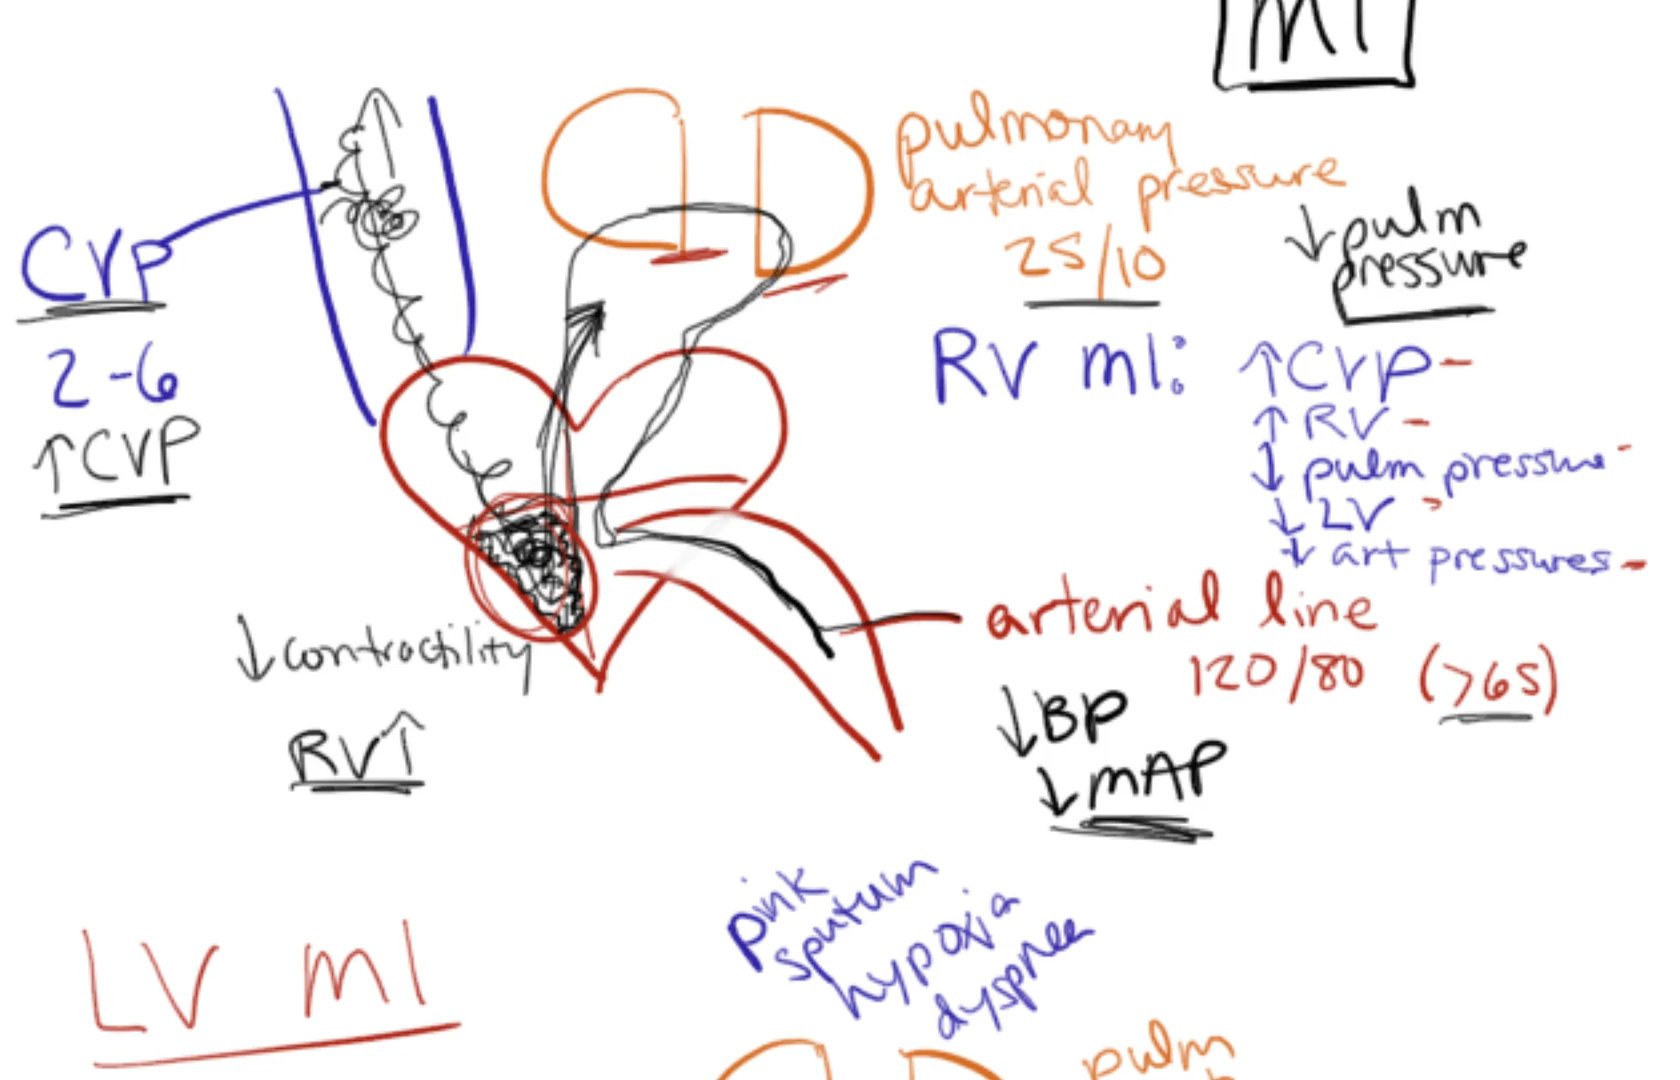 MI
pulmonary
arterial pressure
25/10
↓ pulm
pressure
CVP
2-6
↑CVP
RV MI: ↑CVP -
↑ RV -
↓ pulm pressure -
↓ LV -
↓ art pressures -
arterial line
120/80 (>65)
↓ contractility
RV↑
↓BP
↓MAP
pink
sputum
hypoxia
dyspnea
LV MI
pulm